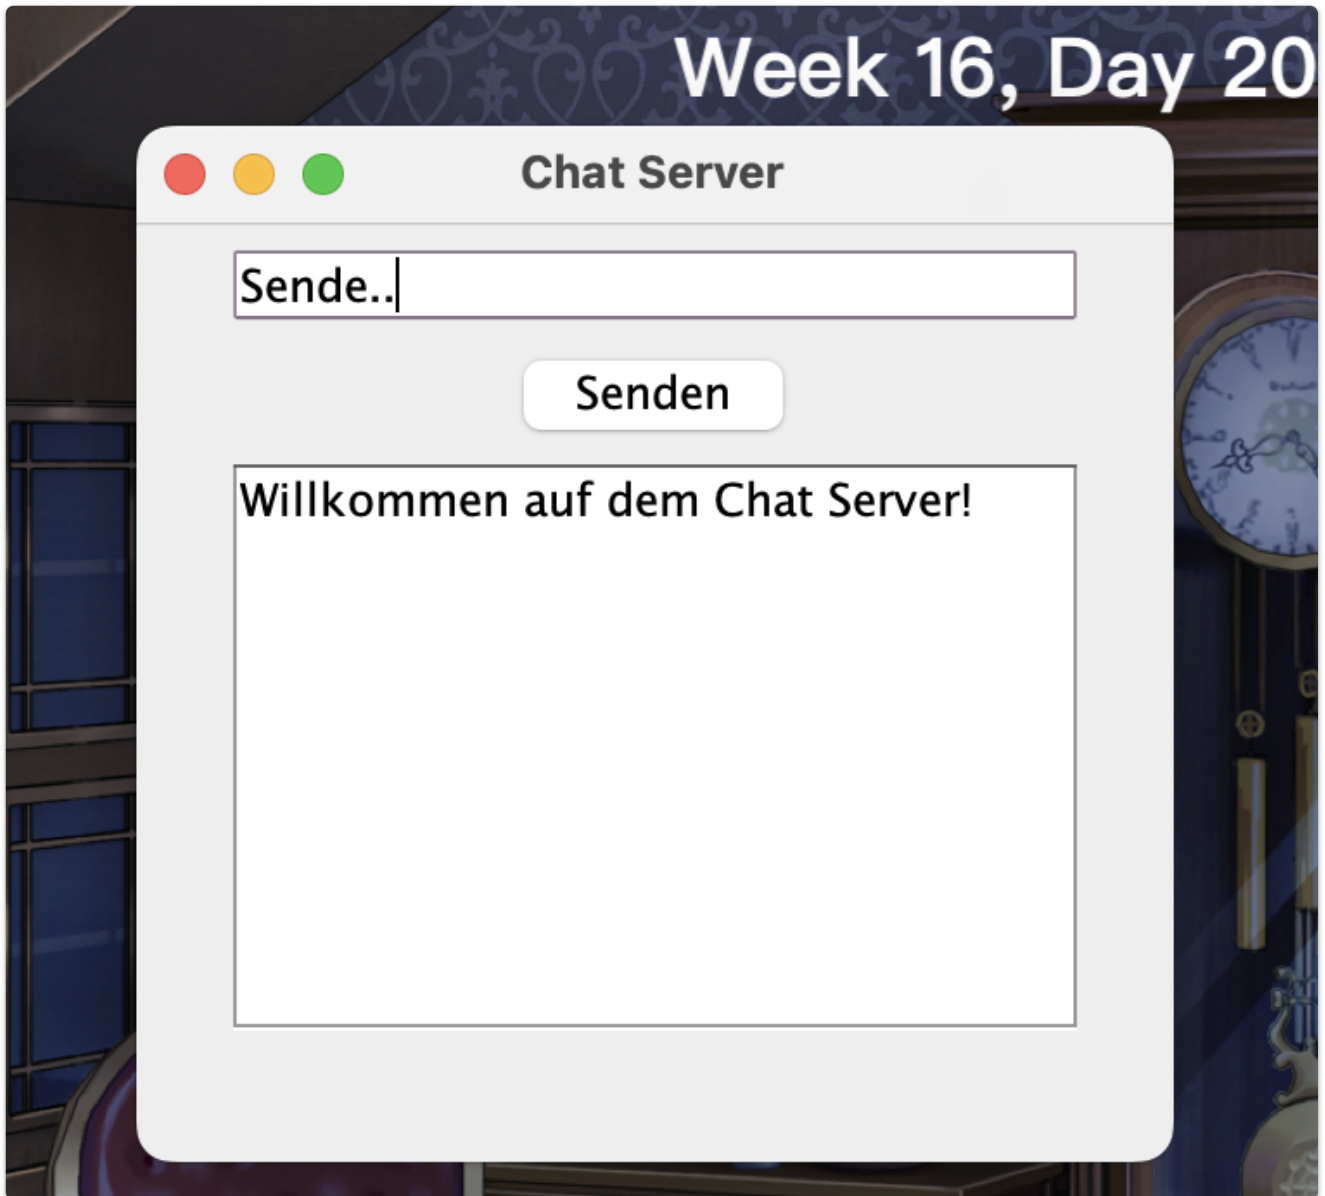 Week 16, Day 20
Chat Server
Sende..
Senden
Willkommen auf dem Chat Server!